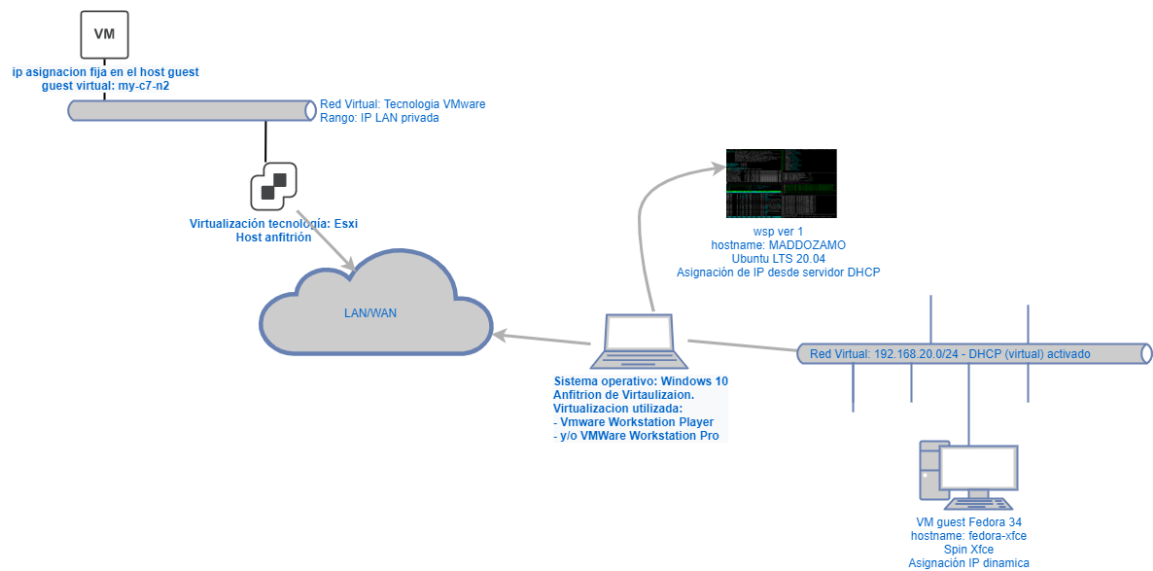 VM
ip asignacion fija en el host guest
guest virtual: my-c7-n2
Red Virtual: Tecnologia VMware
Rango: IP LAN privada
Virtualización tecnología: Esxi
Host anfitrión
LAN/WAN
wsp ver 1
hostname: MADDOZAMO
Ubuntu LTS 20.04
Asignación de IP desde servidor DHCP
Sistema operativo: Windows 10
Anfitrion de Virtaulizaion.
Virtualizacion utilizada:
- Vmware Workstation Player
- y/o VMWare Workstation Pro
Red Virtual: 192.168.20.0/24 - DHCP (virtual) activado
VM guest Fedora 34
hostname: fedora-xfce
Spin Xfce
Asignación IP dinamica